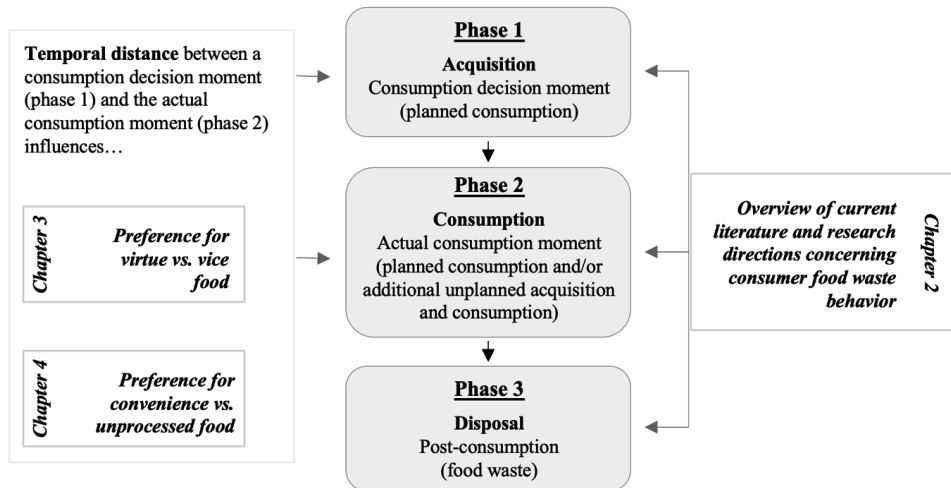 Temporal distance between a
consumption decision moment
(phase 1) and the actual
consumption moment (phase 2)
influences…
Chapter 3
Preference for
virtue vs. vice
food
Chapter 4
Preference for
convenience vs.
unprocessed food
Phase 1
Acquisition
Consumption decision moment
(planned consumption)
Phase 2
Consumption
Actual consumption moment
(planned consumption and/or
additional unplanned acquisition
and consumption)
Phase 3
Disposal
Post-consumption
(food waste)
Overview of current
literature and research
directions concerning
consumer food waste
behavior
Chapter 2